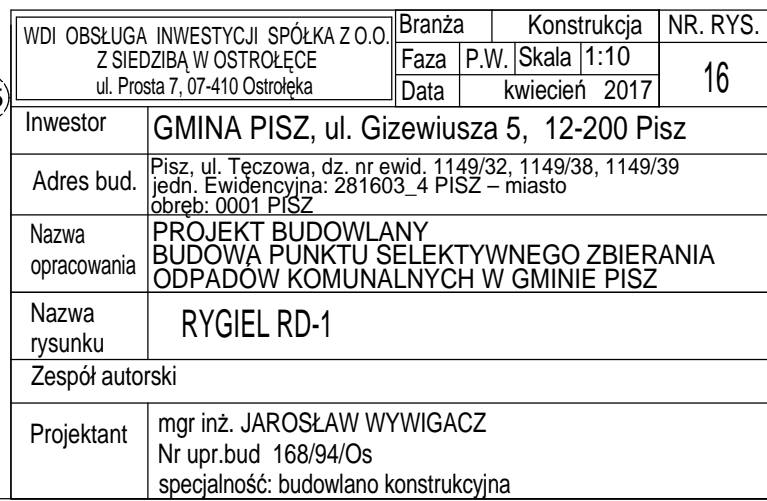 WDI OBSŁUGA INWESTYCJI SPÓŁKA Z O.O.
Z SIEDZIBĄ W OSTROŁĘCE
ul. Prosta 7, 07-410 Ostrołęka
Branża Konstrukcja
Faza P.W. Skala 1:10
Data kwiecień 2017
NR. RYS.
16
Inwestor GMINA PISZ, ul. Gizewiusza 5, 12-200 Pisz
Adres bud.
Pisz, ul. Tęczowa, dz. nr ewid. 1149/32, 1149/38, 1149/39
jedn. Ewidencyjna: 281603_4 PISZ – miasto
obręb: 0001 PISZ
Nazwa
opracowania
PROJEKT BUDOWLANY
BUDOWA PUNKTU SELEKTYWNEGO ZBIERANIA
ODPADÓW KOMUNALNYCH W GMINIE PISZ
Nazwa
rysunku
RYGIEL RD-1
Zespół autorski
Projektant
mgr inż. JAROSŁAW WYWIGACZ
Nr upr.bud 168/94/Os
specjalność: budowlano konstrukcyjna